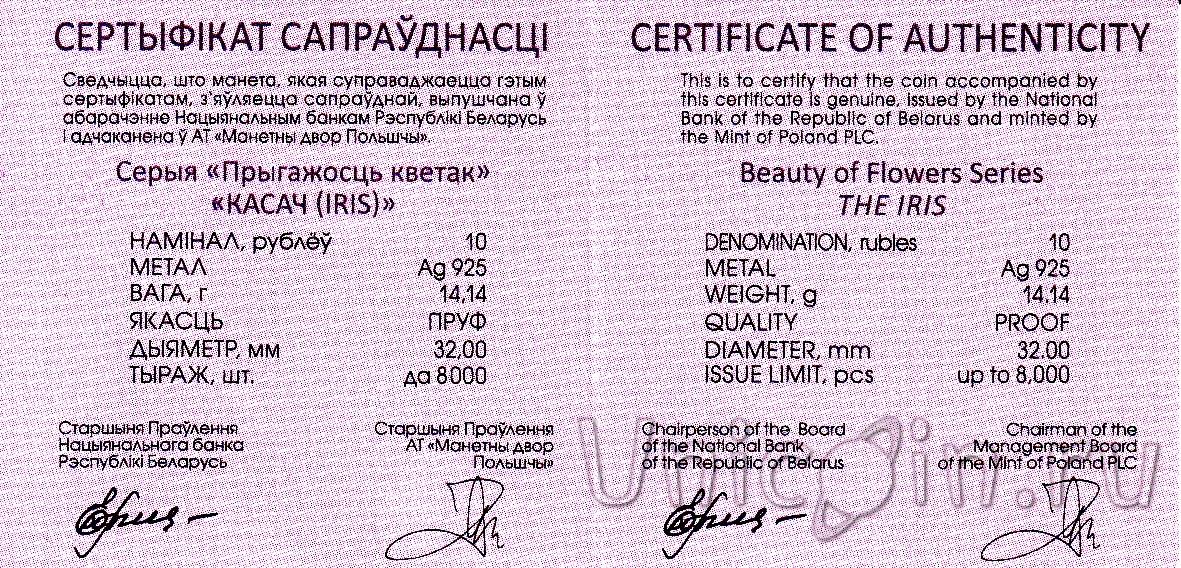 СЕРТЫФІКАТ САПРАЎДНАСЦІ
Сведчыцца, што манета, якая суправаджаецца гэтым
сертыфікатам, з'яўляецца сапраўднай, выпушчана ў
абарачэнне Нацыянальным банкам Рэспублікі Беларусь
і адчаканена ў АТ «Манетны двор Польшчы».
Серыя «Прыгажосць кветак»
«КАСАЧ (IRIS)»
НАМІНАЛ, рублёў 10
МЕТАЛ Ag 925
ВАГА, г 14,14
ЯКАСЦЬ ПРУФ
ДЫЯМЕТР, мм 32,00
ТЫРАЖ, шт. да 8000
Старшыня Праўлення
Нацыянальнага банка
Рэспублікі Беларусь
Старшыня Праўлення
АТ «Манетны двор
Польшчы»
CERTIFICATE OF AUTHENTICITY
This is to certify that the coin accompanied by
this certificate is genuine, issued by the National
Bank of the Republic of Belarus and minted by
the Mint of Poland PLC.
Beauty of Flowers Series
THE IRIS
DENOMINATION, rubles 10
METAL Ag 925
WEIGHT, g 14.14
QUALITY PROOF
DIAMETER, mm 32.00
ISSUE LIMIT, pcs up to 8,000
Chairperson of the Board
of the National Bank
of the Republic of Belarus
Chairman of the
Management Board
of the Mint of Poland PLC
Unicoin.ru